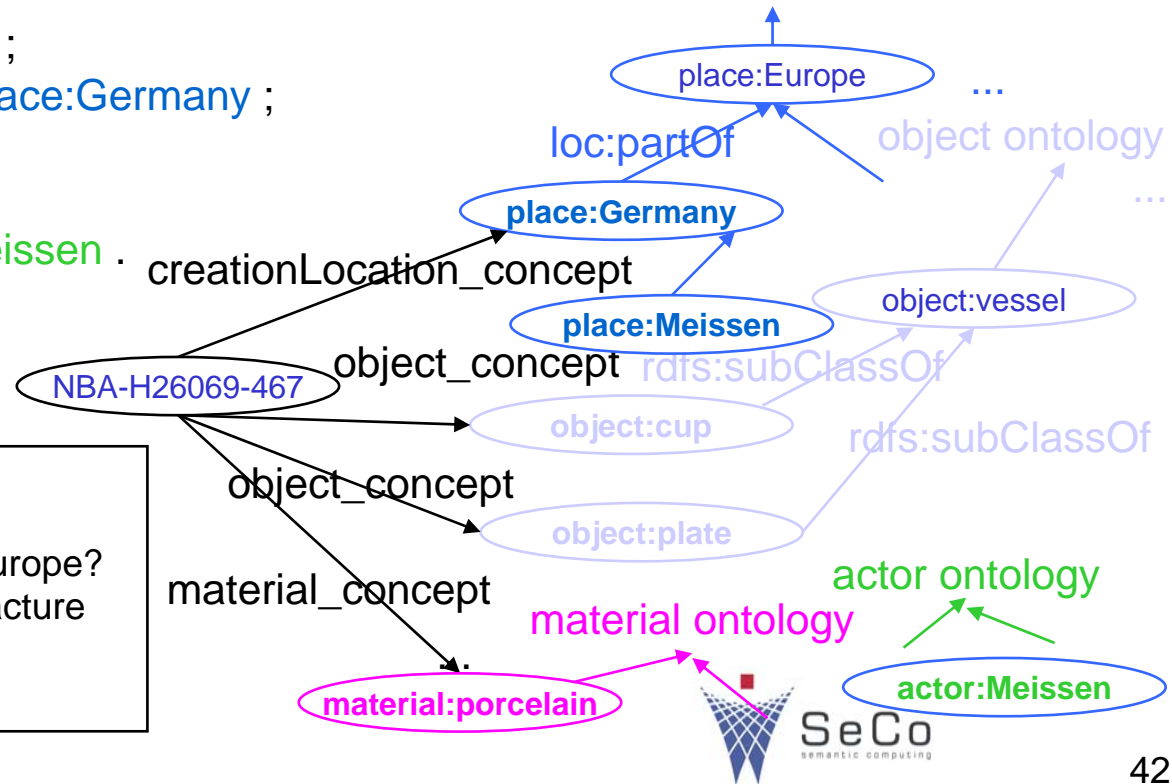 ;
place:Europe
...
ace:Germany ;
loc:partOf
object ontology
...
place:Germany
eissen .
creationLocation_concept
object:vessel
place:Meissen
object_concept
rdfs:subClassOf
NBA-H26069-467
object:cup
rdfs:subClassOf
object_concept
object:plate
urope?
acture
material_concept
actor ontology
material ontology
...
material:porcelain
actor:Meissen
SeCo
semantic computing
42